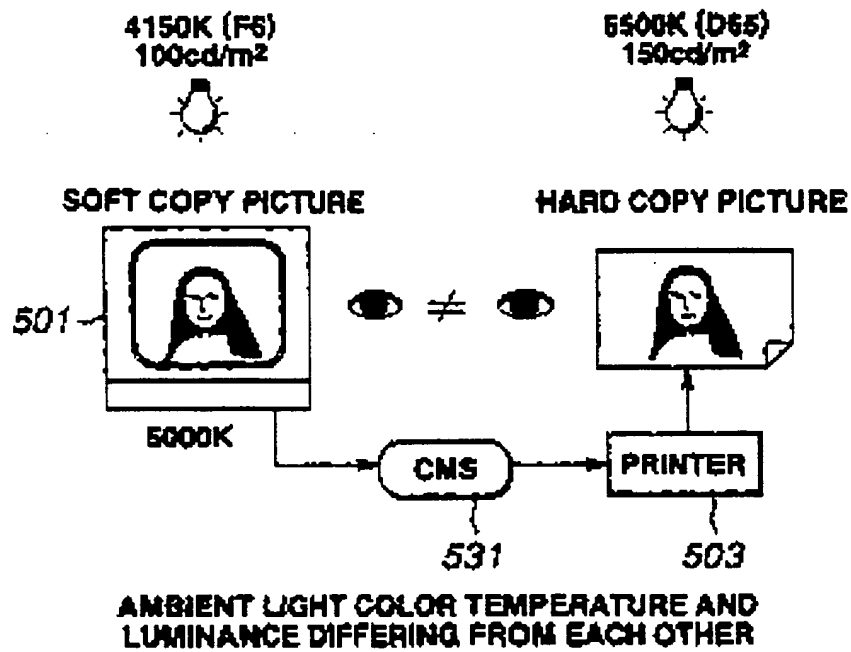 4150K (F6)
100cd/m²
6500K (D65)
150cd/m²
SOFT COPY PICTURE
HARD COPY PICTURE
501
≠
5000K
CMS
PRINTER
531
503
AMBIENT LIGHT COLOR TEMPERATURE AND
LUMINANCE DIFFERING FROM EACH OTHER